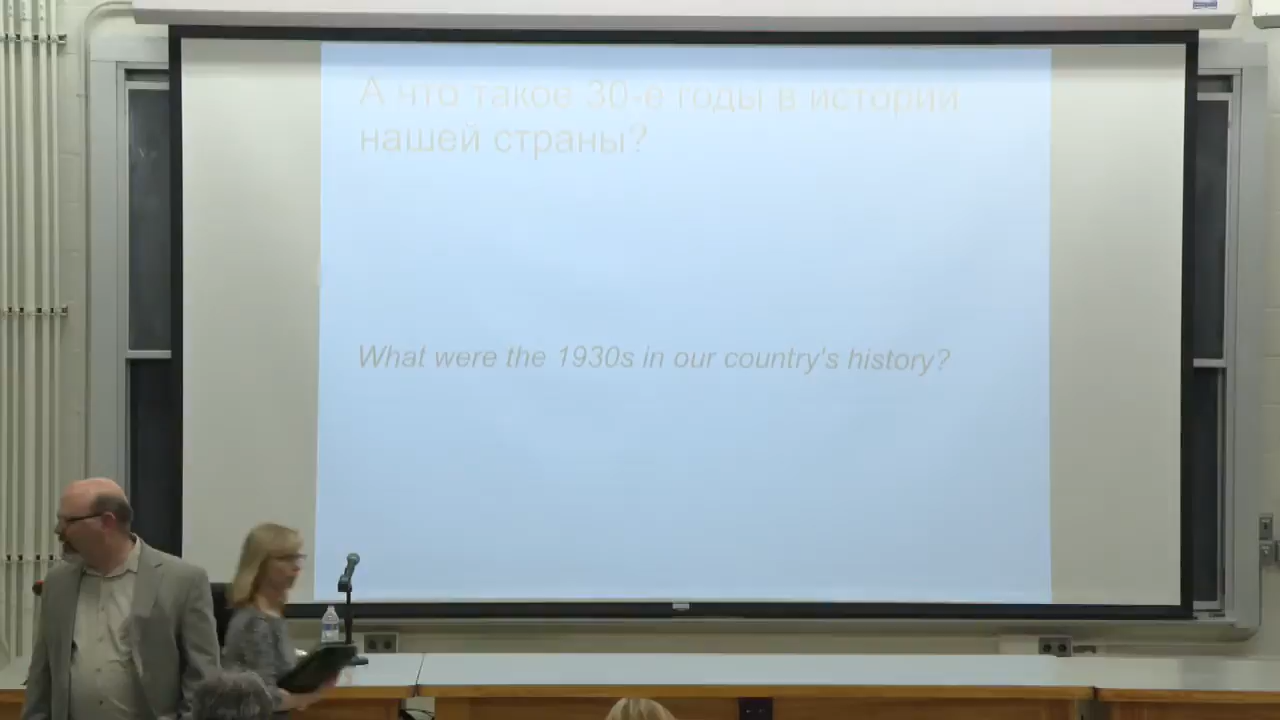 А что такое 30-е годы в истории
нашей страны?
What were the 1930s in our country's history?